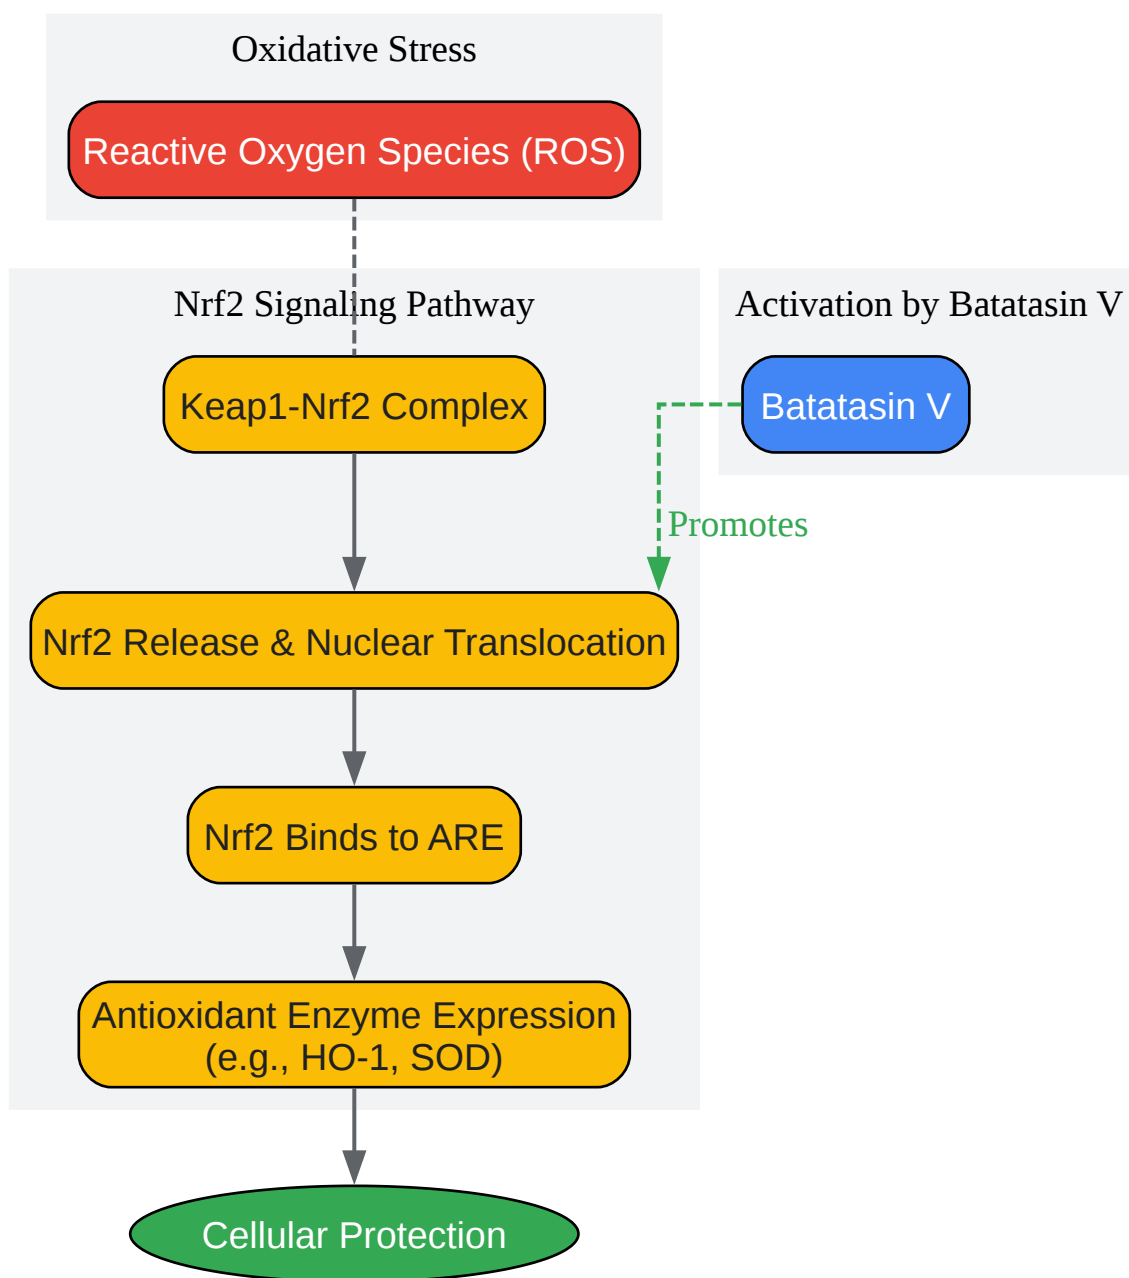 Oxidative Stress
Reactive Oxygen Species (ROS)
Nrf2 Signaling Pathway
Activation by Batatasin V
Keap1-Nrf2 Complex
Batatasin V
Promotes
Nrf2 Release & Nuclear Translocation
Nrf2 Binds to ARE
Antioxidant Enzyme Expression
(e.g., HO-1, SOD)
Cellular Protection